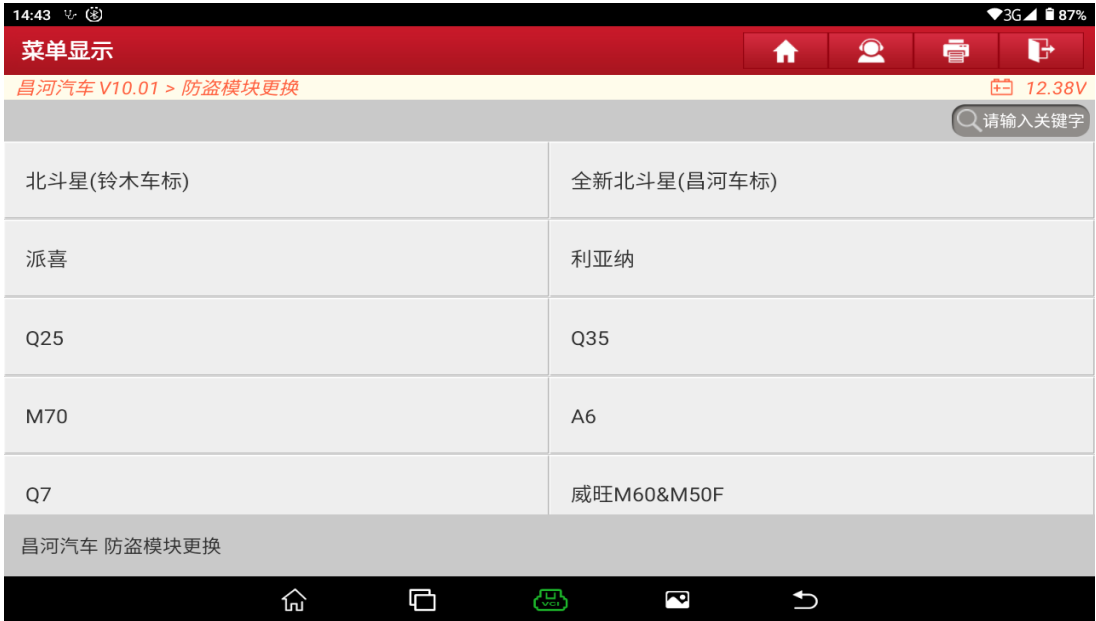 14:43 3G 87%
菜单显示
昌河汽车 V10.01 > 防盗模块更换 12.38V
请输入关键字
北斗星(铃木车标) 全新北斗星(昌河车标)
派喜 利亚纳
Q25 Q35
M70 A6
Q7 威旺M60&M50F
昌河汽车 防盗模块更换
VCI